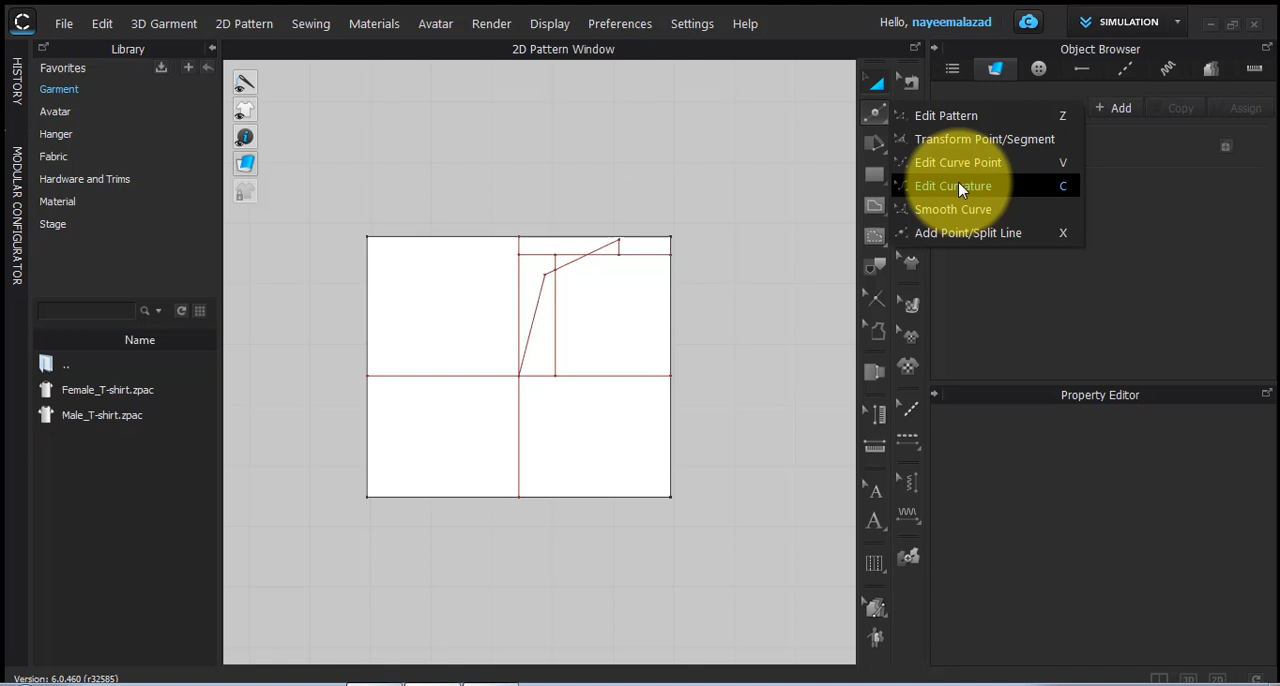 C
File
Edit
3D Garment
2D Pattern
Sewing
Materials
Avatar
Render
Display
Preferences
Settings
Help
Hello, nayeemalazad
SIMULATION
HISTORY
MODULAR CONFIGURATOR
Library
2D Pattern Window
Object Browser
Favorites
Garment
Avatar
Hanger
Fabric
Hardware and Trims
Material
Stage
Name
..
Female_T-shirt.zpac
Male_T-shirt.zpac
+ Add
Copy
Assign
Edit Pattern Z
Transform Point/Segment
Edit Curve Point V
Edit Curvature C
Smooth Curve
Add Point/Split Line X
A
A
Property Editor
Version: 6.0.460 (r32585)
3D
2D